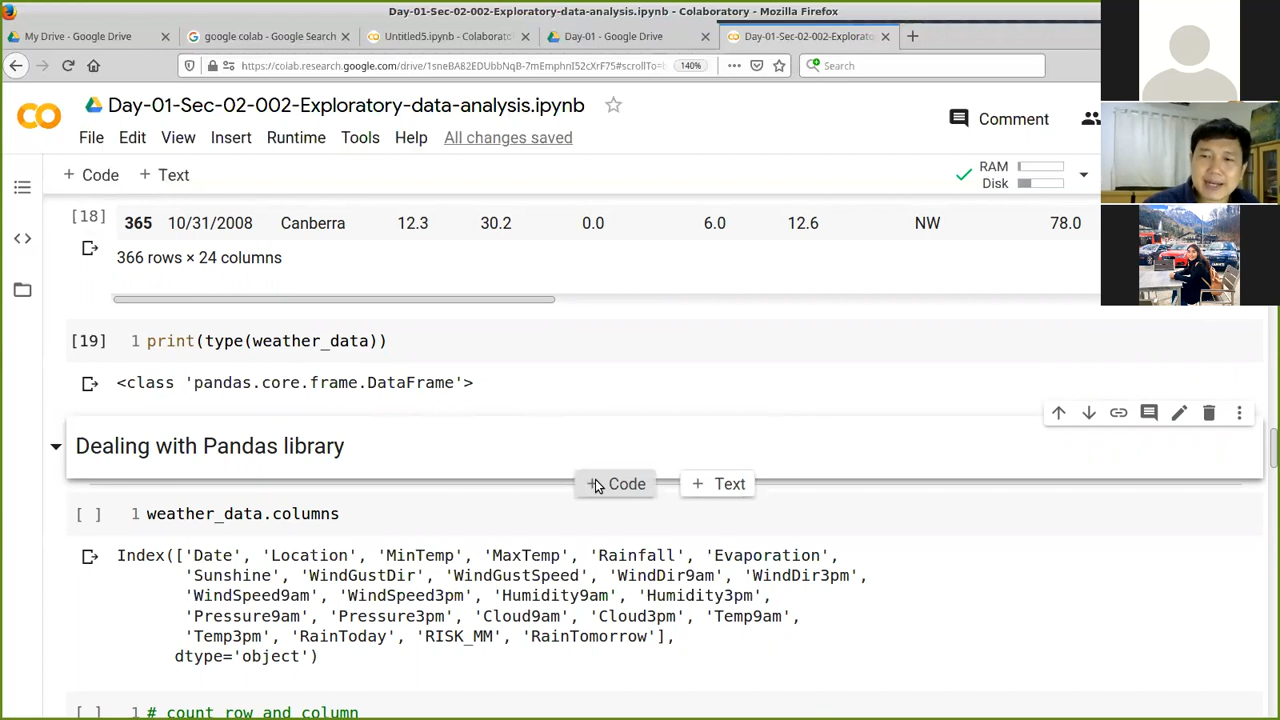 Day-01-Sec-02-002-Exploratory-data-analysis.ipynb - Colaboratory - Mozilla Firefox
My Drive - Google Drive
google colab - Google Search
Untitled5.ipynb - Colaborator
Day-01 - Google Drive
Day-01-Sec-02-002-Explorato
https://colab.research.google.com/drive/1sneBA82EDUbbNqB-7mEmphnI52cXrF75#scrollTo=t
140%
Search
Day-01-Sec-02-002-Exploratory-data-analysis.ipynb
Comment
File Edit View Insert Runtime Tools Help All changes saved
+ Code + Text
RAM
Disk
[18] 365 10/31/2008 Canberra 12.3 30.2 0.0 6.0 12.6 NW 78.0
366 rows × 24 columns
[19] 1 print(type(weather_data))
<class 'pandas.core.frame.DataFrame'>
Dealing with Pandas library
+ Code + Text
[ ] 1 weather_data.columns
Index(['Date', 'Location', 'MinTemp', 'MaxTemp', 'Rainfall', 'Evaporation',
'Sunshine', 'WindGustDir', 'WindGustSpeed', 'WindDir9am', 'WindDir3pm',
'WindSpeed9am', 'WindSpeed3pm', 'Humidity9am', 'Humidity3pm',
'Pressure9am', 'Pressure3pm', 'Cloud9am', 'Cloud3pm', 'Temp9am',
'Temp3pm', 'RainToday', 'RISK_MM', 'RainTomorrow'],
dtype='object')
[ ] 1 # count row and column